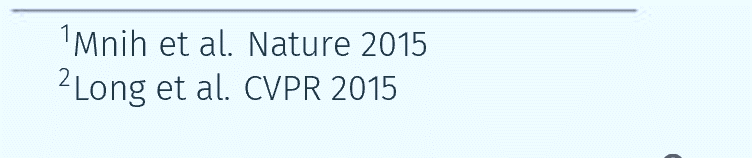 ¹Mnih et al. Nature 2015
²Long et al. CVPR 2015